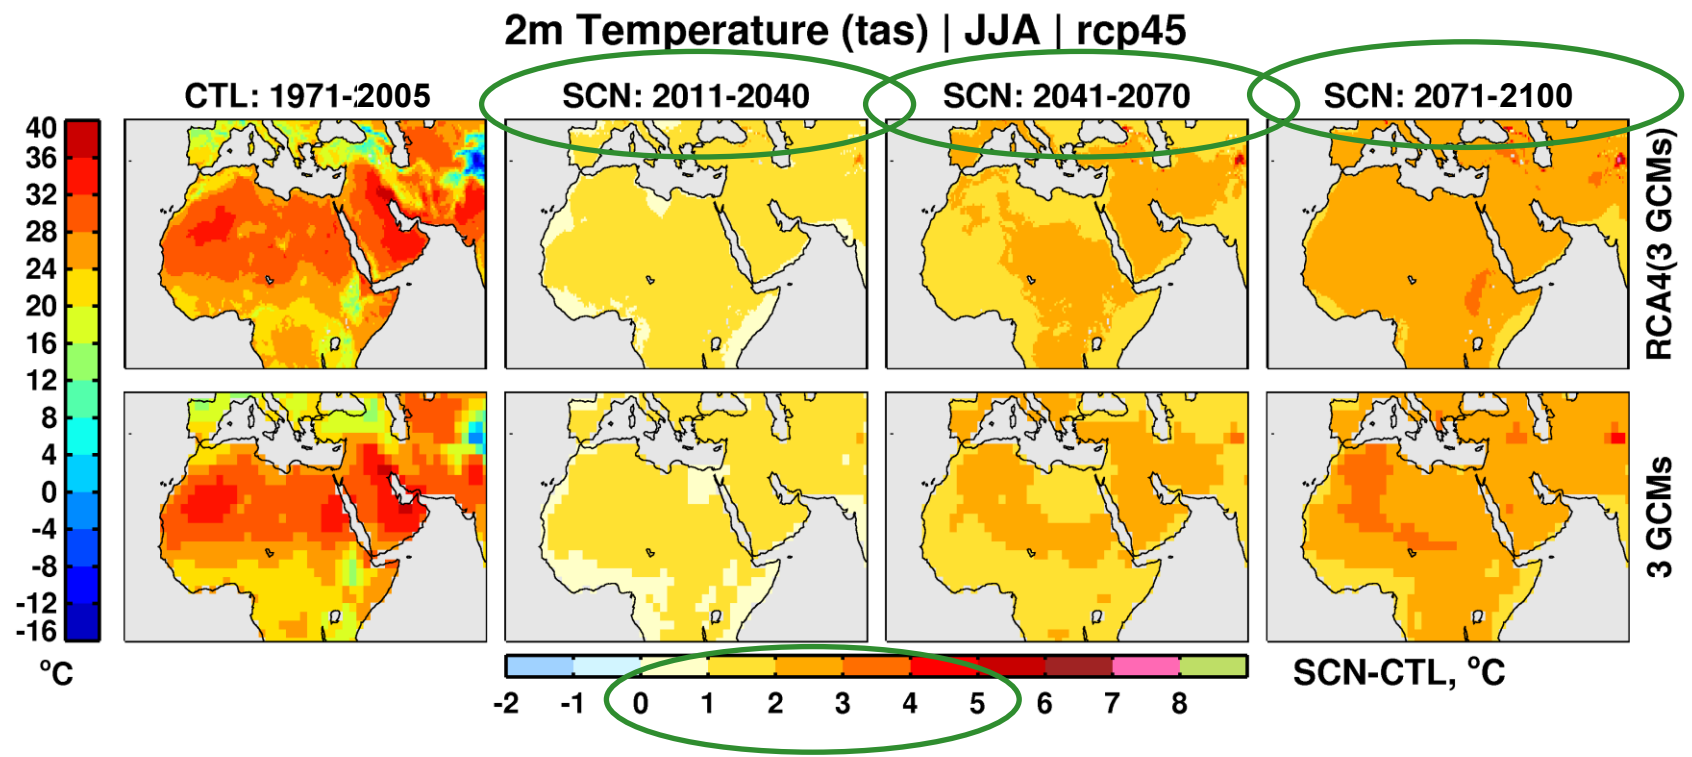 2m Temperature (tas) | JJA | rcp45
CTL: 1971-2005
SCN: 2011-2040
SCN: 2041-2070
SCN: 2071-2100
40
36
32
28
24
20
16
12
8
4
0
-4
-8
-12
-16
ºC
RCA4(3 GCMs)
3 GCMs
-2 -1 0 1 2 3 4 5 6 7 8
SCN-CTL, ºC